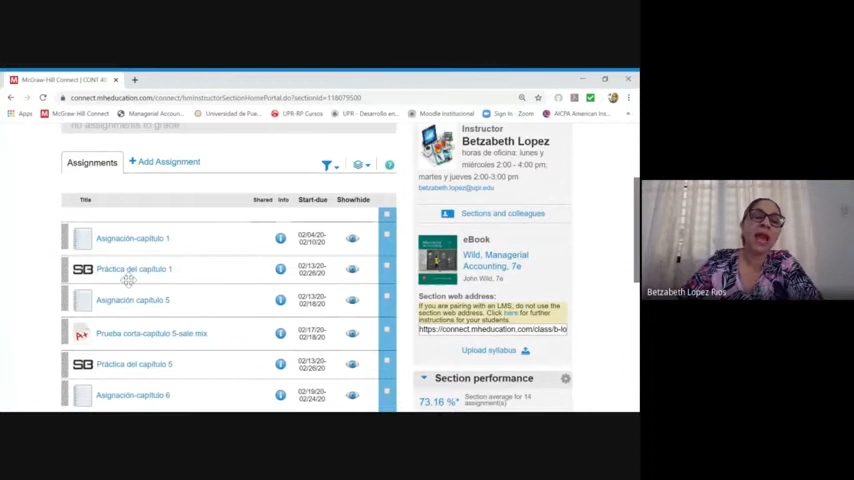 McGraw-Hill Connect | CONT 40
connect.mheducation.com/connect/hmInstructorSectionHomePortal.do?sectionId=118079500
Apps
McGraw-Hill Connect
Managerial Accoun...
Universidad de Pue...
UPR-RP Cursos
UPR - Desarrollo en...
Moodle Institucional
Sign In - Zoom
AICPA American Ins...
no assignments to grade
Assignments
+ Add Assignment
Title
Shared
Info
Start-due
Show/hide
Asignación-capítulo 1
02/04/20-
02/10/20
SB
Práctica del capítulo 1
02/13/20-
02/26/20
Asignación capítulo 5
02/13/20-
02/18/20
A+
Prueba corta-capítulo 5-sale mix
02/17/20-
02/18/20
SB
Práctica del capítulo 5
02/13/20-
02/26/20
Asignación-capítulo 6
02/19/20-
02/24/20
Instructor
Betzabeth Lopez
horas de oficina: lunes y
miércoles 2:00 - 4:00 pm;
martes y jueves 2:00-3:00 pm
betzabeth.lopez@upr.edu
Sections and colleagues
eBook
Wild, Managerial
Accounting, 7e
John Wild, 7e
Section web address:
If you are pairing with an LMS, do not use the
section web address. Click here for further
instructions for your students.
https://connect.mheducation.com/class/b-lo
Upload syllabus
Section performance
73.16 %*
Section average for 14
assignment(s)
Betzabeth Lopez Rios